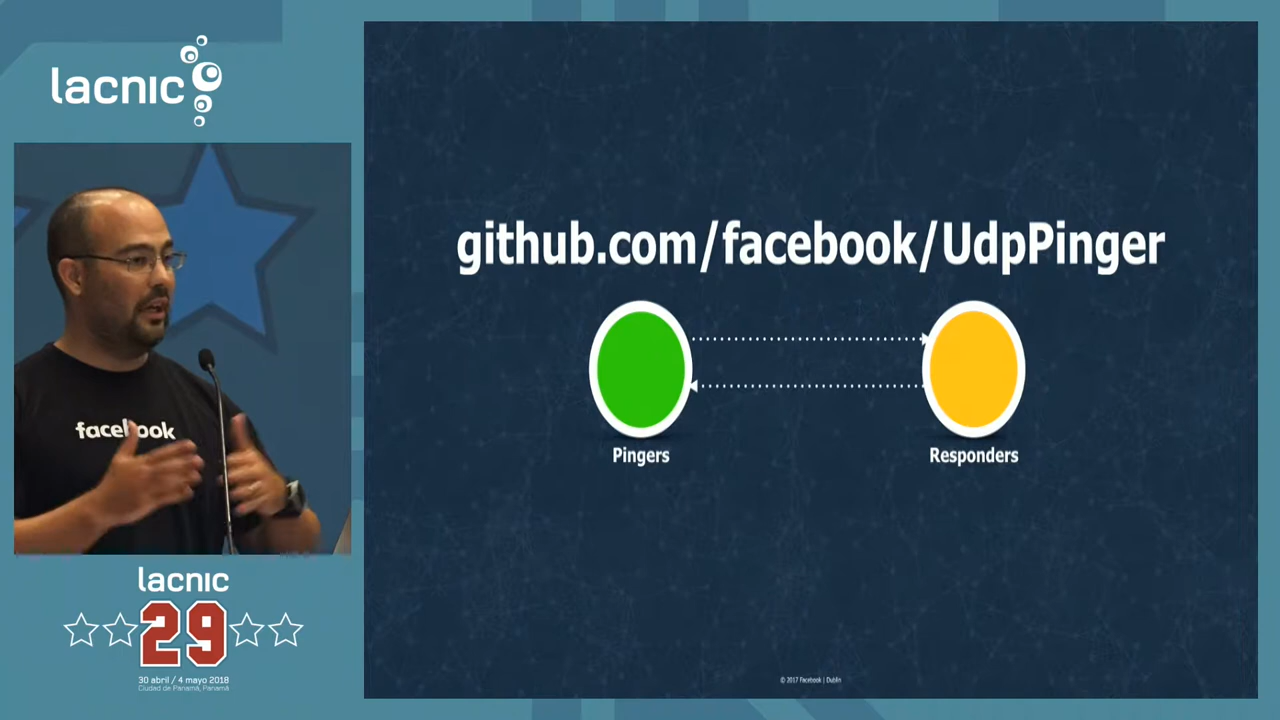 lacnic
facebook
lacnic
29
30 abril / 4 mayo 2018
Ciudad de Panamá, Panamá
github.com/facebook/UdpPinger
Pingers
Responders
© 2017 Facebook | Dublin